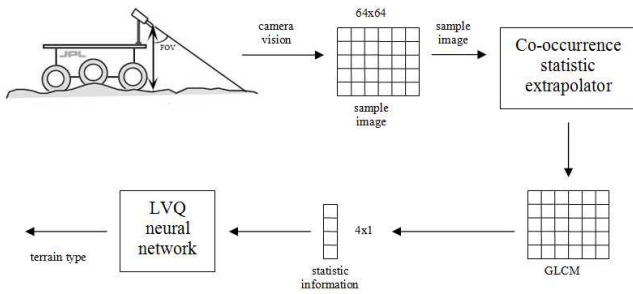 JPL
FOV
camera
vision
64x64
sample
image
sample
image
Co-occurrence
statistic
extrapolator
LVQ
neural
network
terrain type
4x1
statistic
information
GLCM